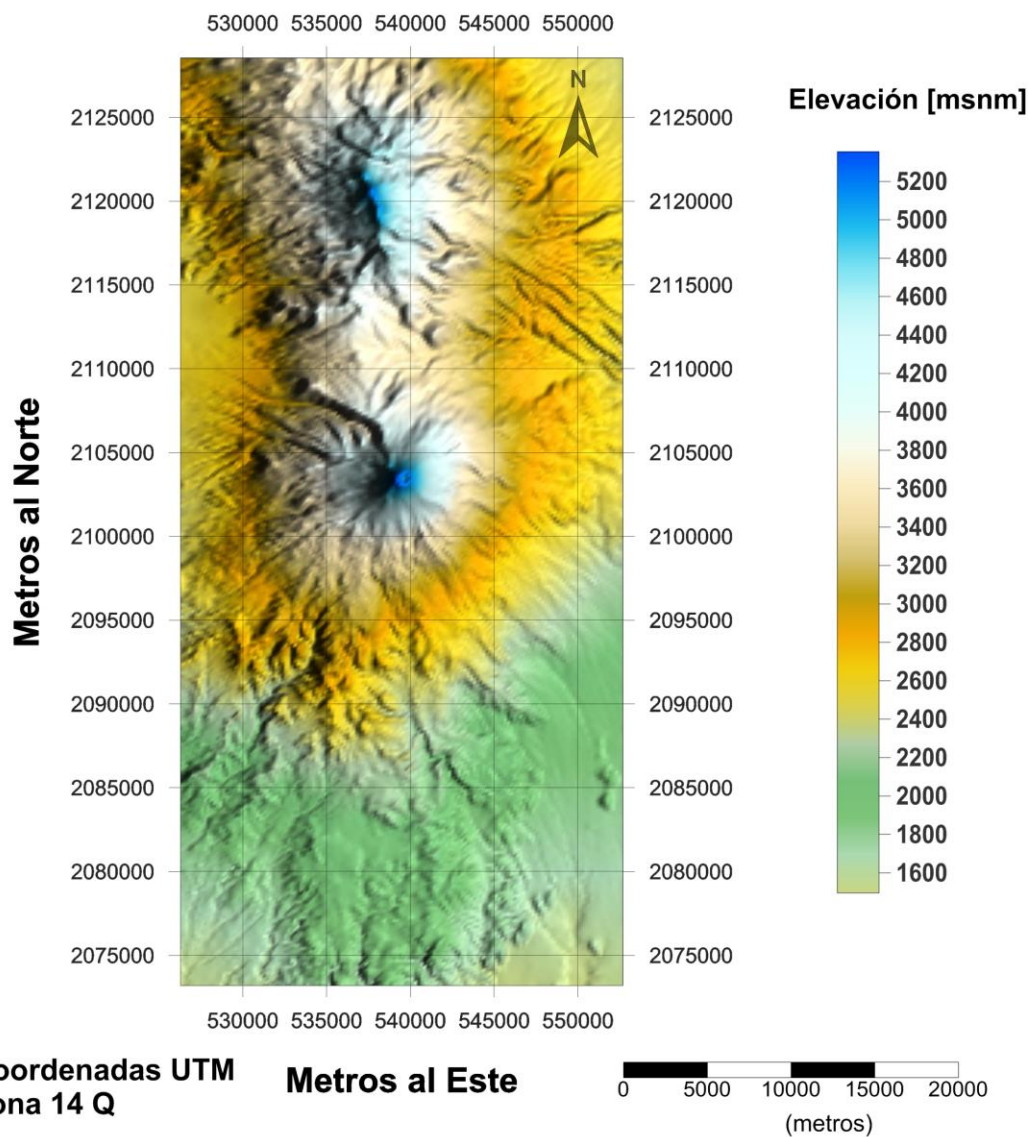 530000 535000 540000 545000 550000
N
Elevación [msnm]
2125000 2125000
5200
2120000 5000 2120000
4800
2115000 4600 2115000
4400
2110000 4200 2110000
4000
3800
2105000 3600 2105000
3400
2100000 3200 2100000
3000
2095000 2800 2095000
2600
2090000 2400 2090000
2200
2085000 2000 2085000
1800
2080000 1600 2080000
2075000 2075000
Metros al Norte
530000 535000 540000 545000 550000
oordenadas UTM
ona 14 Q
Metros al Este
0 5000 10000 15000 20000
(metros)